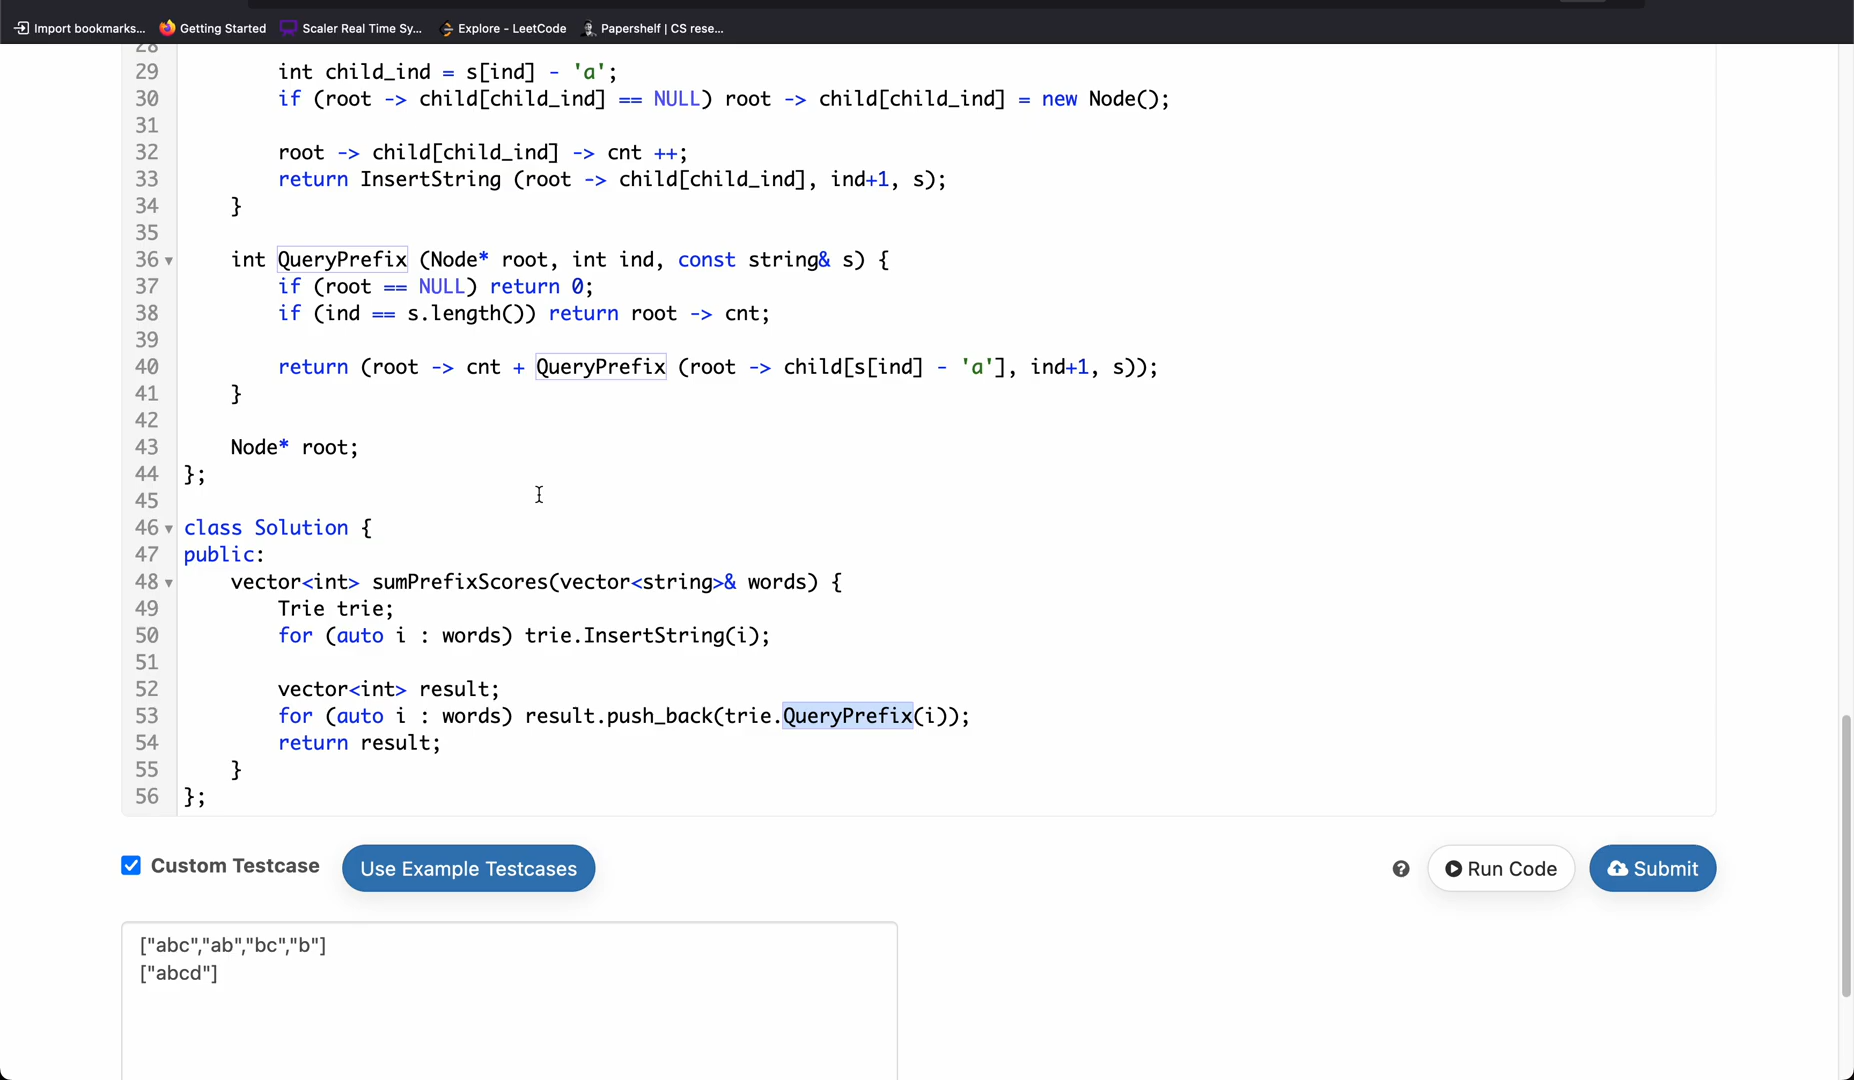 Import bookmarks... Getting Started Scaler Real Time Sy... Explore - LeetCode Papershelf | CS rese...
28
29 int child_ind = s[ind] - 'a';
30 if (root -> child[child_ind] == NULL) root -> child[child_ind] = new Node();
31
32 root -> child[child_ind] -> cnt ++;
33 return InsertString (root -> child[child_ind], ind+1, s);
34 }
35
36 int QueryPrefix (Node* root, int ind, const string& s) {
37 if (root == NULL) return 0;
38 if (ind == s.length()) return root -> cnt;
39
40 return (root -> cnt + QueryPrefix (root -> child[s[ind] - 'a'], ind+1, s));
41 }
42
43 Node* root;
44 };
45
46 class Solution {
47 public:
48 vector<int> sumPrefixScores(vector<string>& words) {
49 Trie trie;
50 for (auto i : words) trie.InsertString(i);
51
52 vector<int> result;
53 for (auto i : words) result.push_back(trie.QueryPrefix(i));
54 return result;
55 }
56 };
Custom Testcase Use Example Testcases ? Run Code Submit
["abc","ab","bc","b"]
["abcd"]